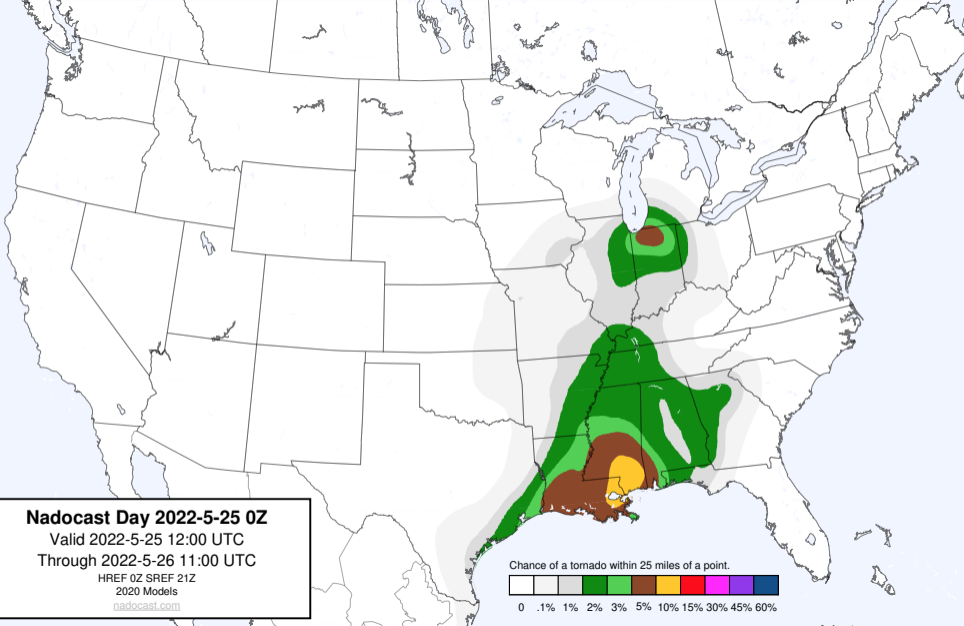 Nadocast Day 2022-5-25 0Z
Valid 2022-5-25 12:00 UTC
Through 2022-5-26 11:00 UTC
HREF 0Z SREF 21Z
2020 Models
nadocast.com
Chance of a tornado within 25 miles of a point.
0 .1% 1% 2% 3% 5% 10% 15% 30% 45% 60%